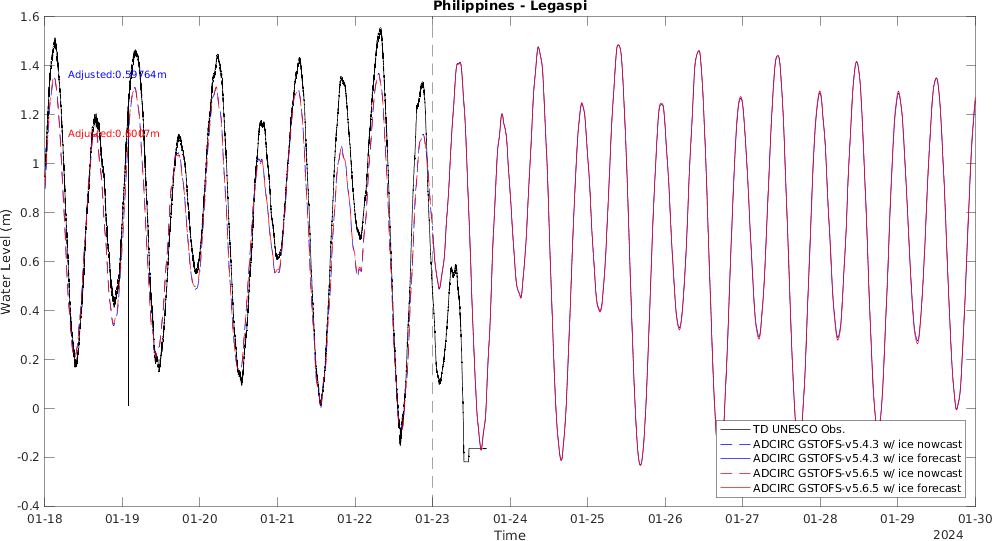 Philippines - Legaspi
Water Level (m)
1.6
1.4
1.2
1
0.8
0.6
0.4
0.2
0
-0.2
-0.4
Adjusted:0.59764m
Adjusted:0.6007m
TD UNESCO Obs.
ADCIRC GSTOFS-v5.4.3 w/ ice nowcast
ADCIRC GSTOFS-v5.4.3 w/ ice forecast
ADCIRC GSTOFS-v5.6.5 w/ ice nowcast
ADCIRC GSTOFS-v5.6.5 w/ ice forecast
01-18 01-19 01-20 01-21 01-22 01-23 01-24 01-25 01-26 01-27 01-28 01-29 01-30
Time
2024